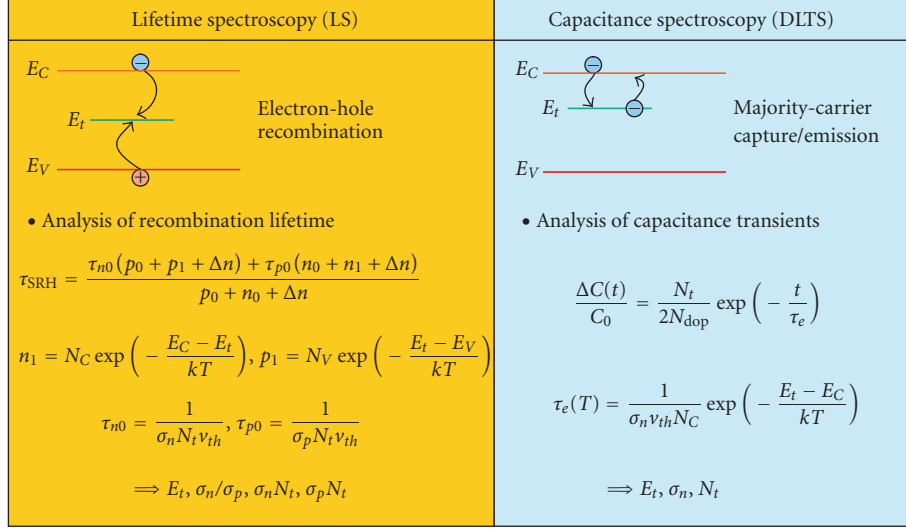 Lifetime spectroscopy (LS)
E_C
−
E_t
Electron-hole
recombination
E_V
+
• Analysis of recombination lifetime
τ_SRH = (τ_n0(p_0 + p_1 + Δn) + τ_p0(n_0 + n_1 + Δn)) / (p_0 + n_0 + Δn)
n_1 = N_C exp(− (E_C − E_t)/kT), p_1 = N_V exp(− (E_t − E_V)/kT)
τ_n0 = 1/(σ_n N_t ν_th), τ_p0 = 1/(σ_p N_t ν_th)
⟹ E_t, σ_n/σ_p, σ_n N_t, σ_p N_t
Capacitance spectroscopy (DLTS)
E_C
−
E_t
−
Majority-carrier
capture/emission
E_V
• Analysis of capacitance transients
ΔC(t)/C_0 = N_t/(2N_dop) exp(− t/τ_e)
τ_e(T) = 1/(σ_n ν_th N_C) exp(− (E_t − E_C)/kT)
⟹ E_t, σ_n, N_t